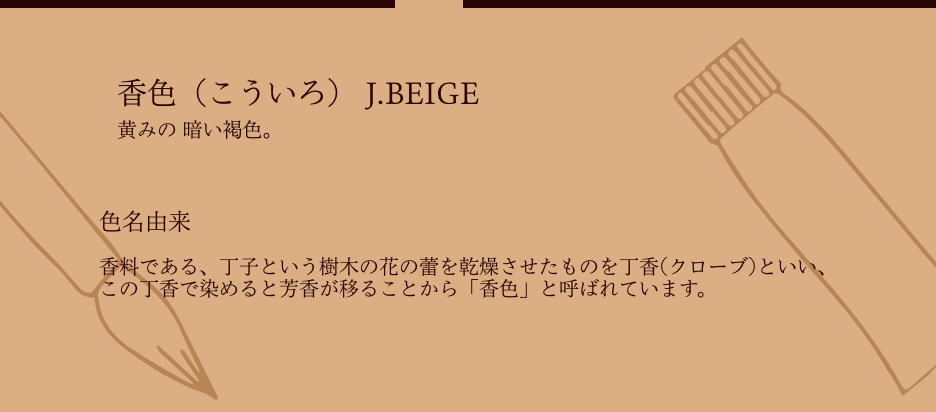 香色（こういろ） J.BEIGE
黄みの 暗い褐色。
色名由来
香料である、丁子という樹木の花の蕾を乾燥させたものを丁香(クローブ)といい、
この丁香で染めると芳香が移ることから「香色」と呼ばれています。